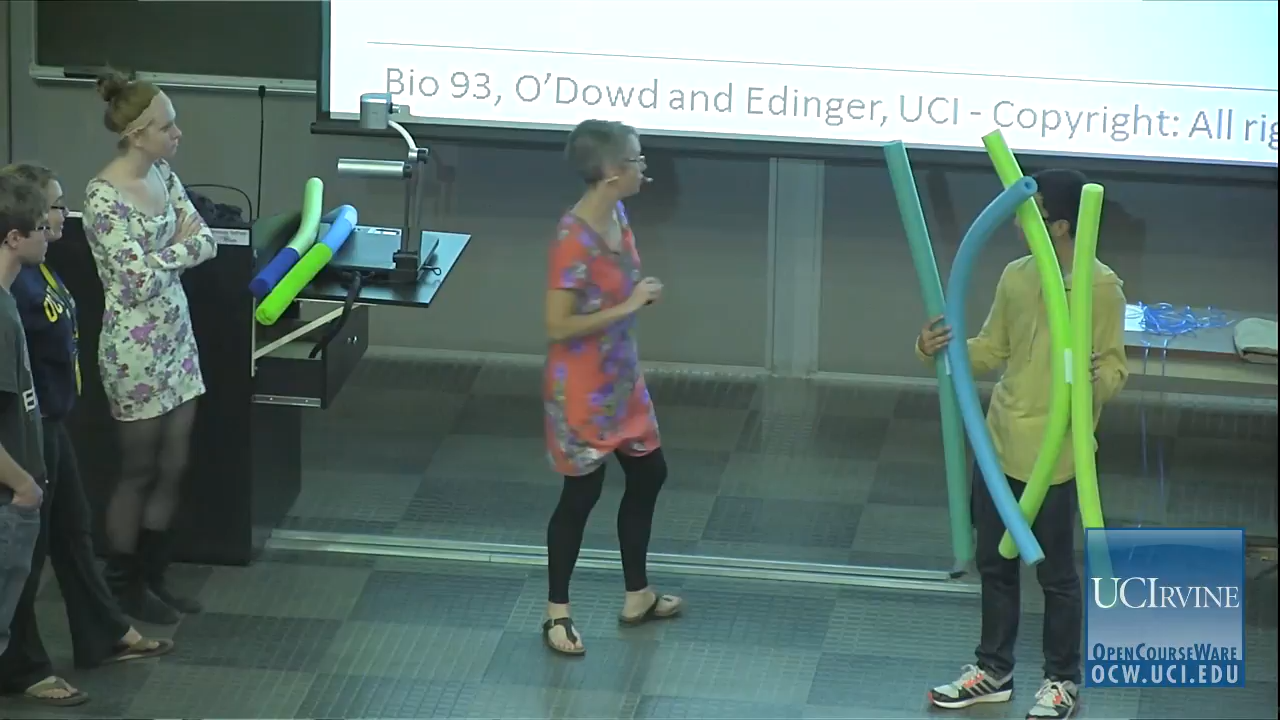 Bio 93, O'Dowd and Edinger, UCI - Copyright: All rig
UCIRVINE
OPENCOURSEWARE
OCW.UCI.EDU